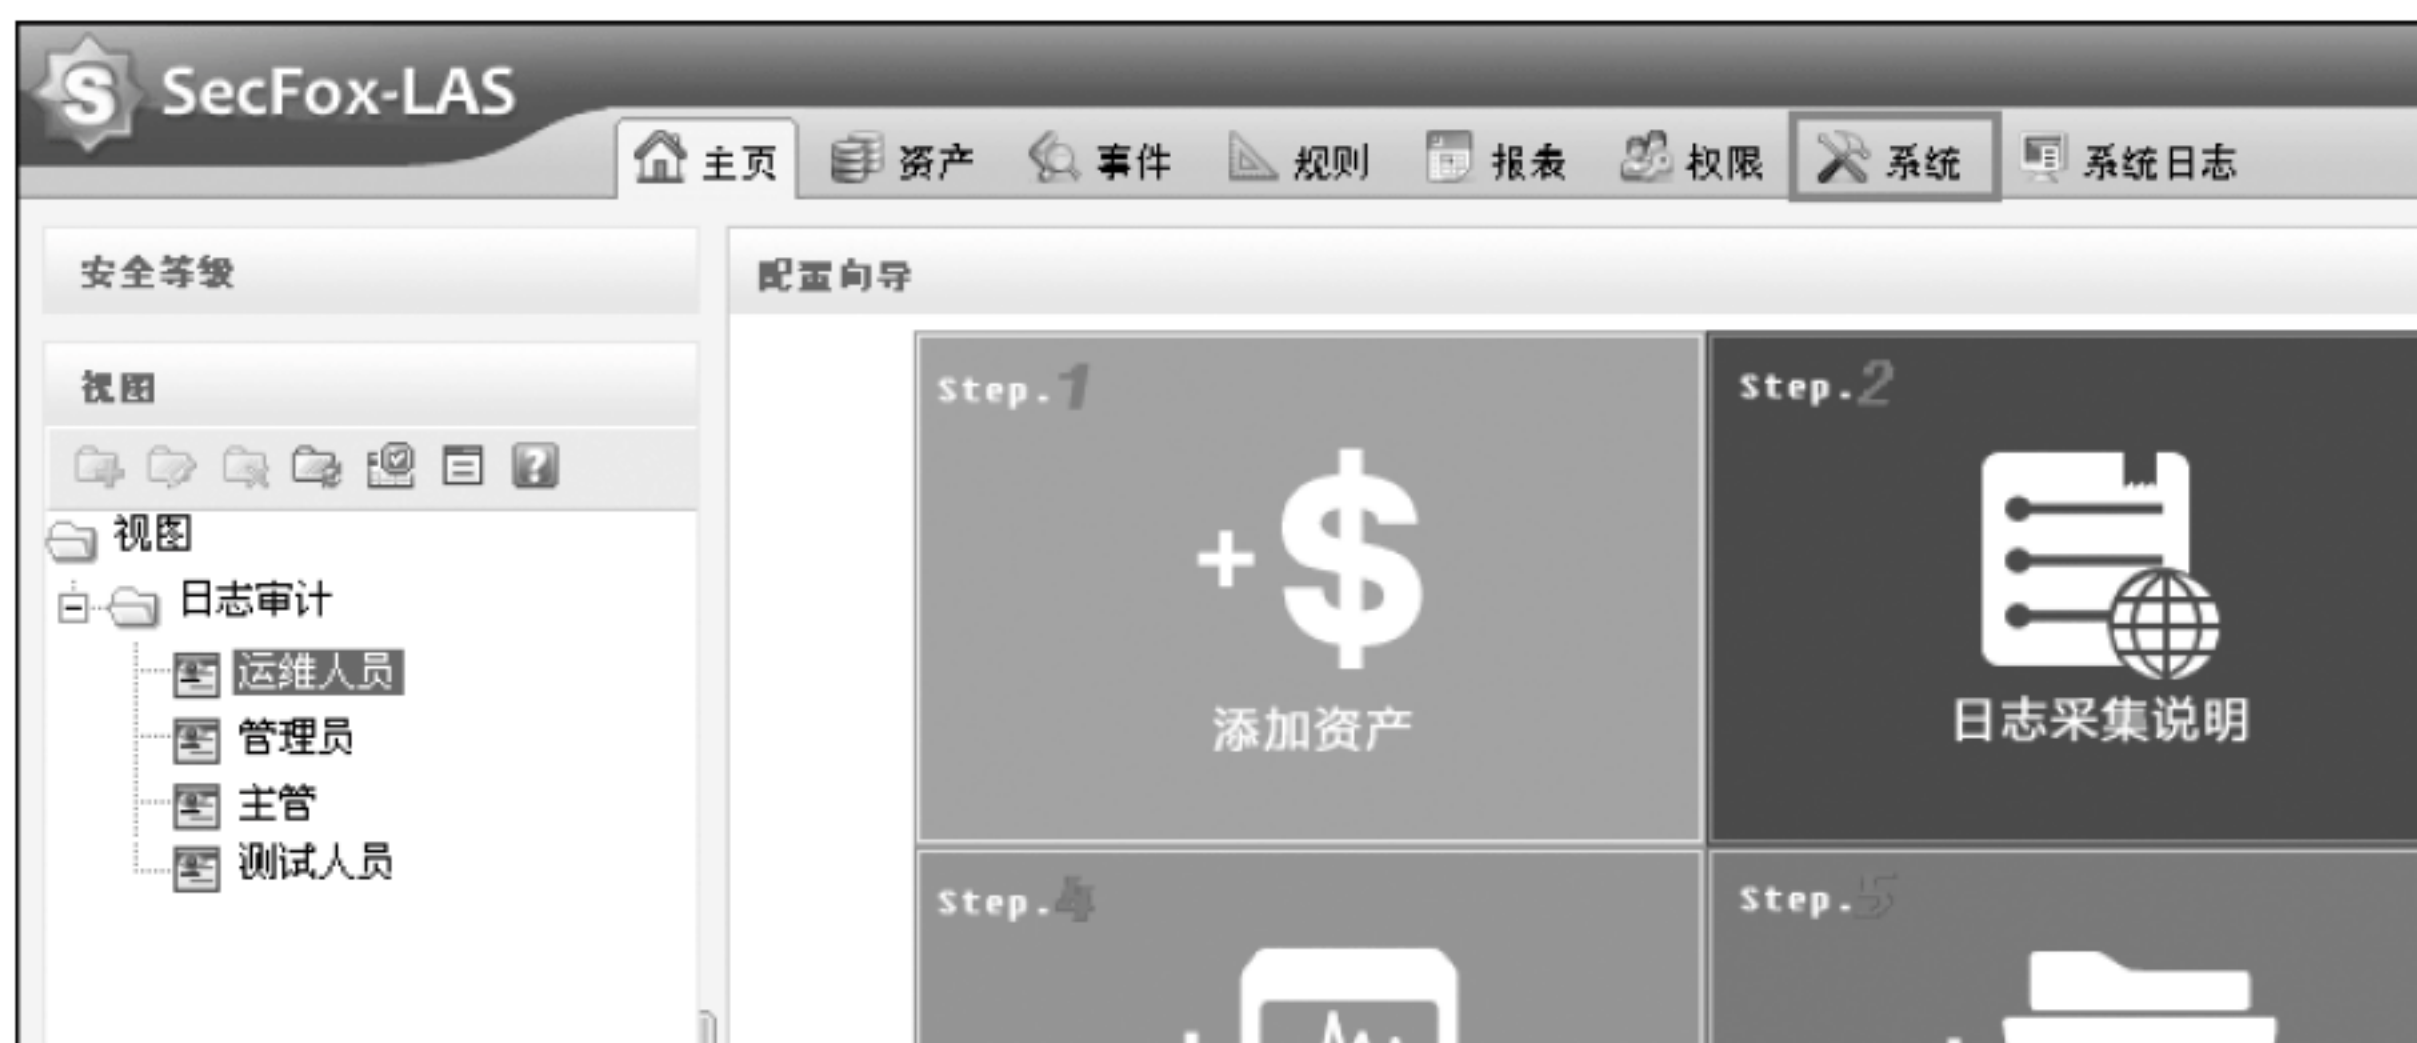 SecFox-LAS
主页 资产 事件 规则 报表 权限 系统 系统日志
安全等级
配置向导
视图
Step.1
Step.2
视图
日志审计
运维人员
管理员
主管
测试人员
添加资产
日志采集说明
Step.4
Step.5